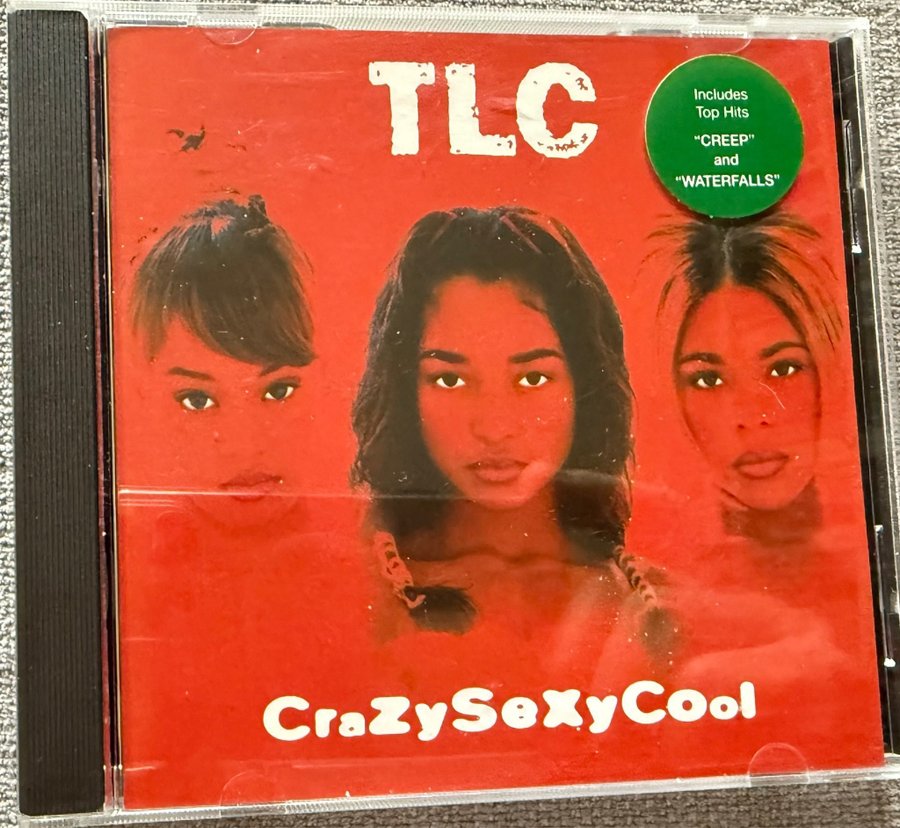 TLC
Includes
Top Hits
"CREEP"
and
"WATERFALLS"
CraZySexyCool